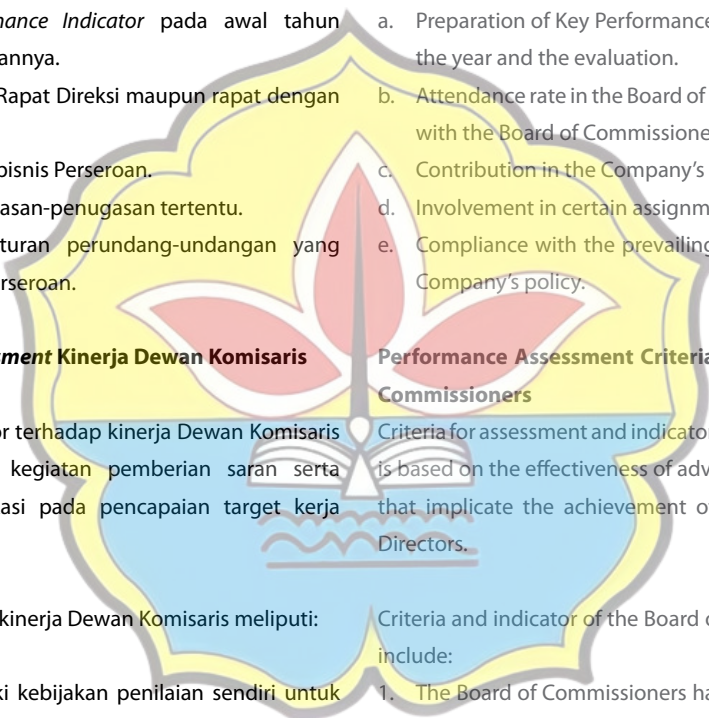 nance Indicator pada awal tahun
annya.
Rapat Direksi maupun rapat dengan
bisnis Perseroan.
asan-penugasan tertentu.
turan perundang-undangan yang
rseroan.
sment Kinerja Dewan Komisaris
or terhadap kinerja Dewan Komisaris
kegiatan pemberian saran serta
asi pada pencapaian target kerja
kinerja Dewan Komisaris meliputi:
ki kebijakan penilaian sendiri untuk
a. Preparation of Key Performance
the year and the evaluation.
b. Attendance rate in the Board of
with the Board of Commissione
c. Contribution in the Company's
d. Involvement in certain assignm
e. Compliance with the prevailing
Company's policy.
Performance Assessment Criteria
Commissioners
Criteria for assessment and indicator
is based on the effectiveness of adv
that implicate the achievement o
Directors.
Criteria and indicator of the Board o
include:
1. The Board of Commissioners ha